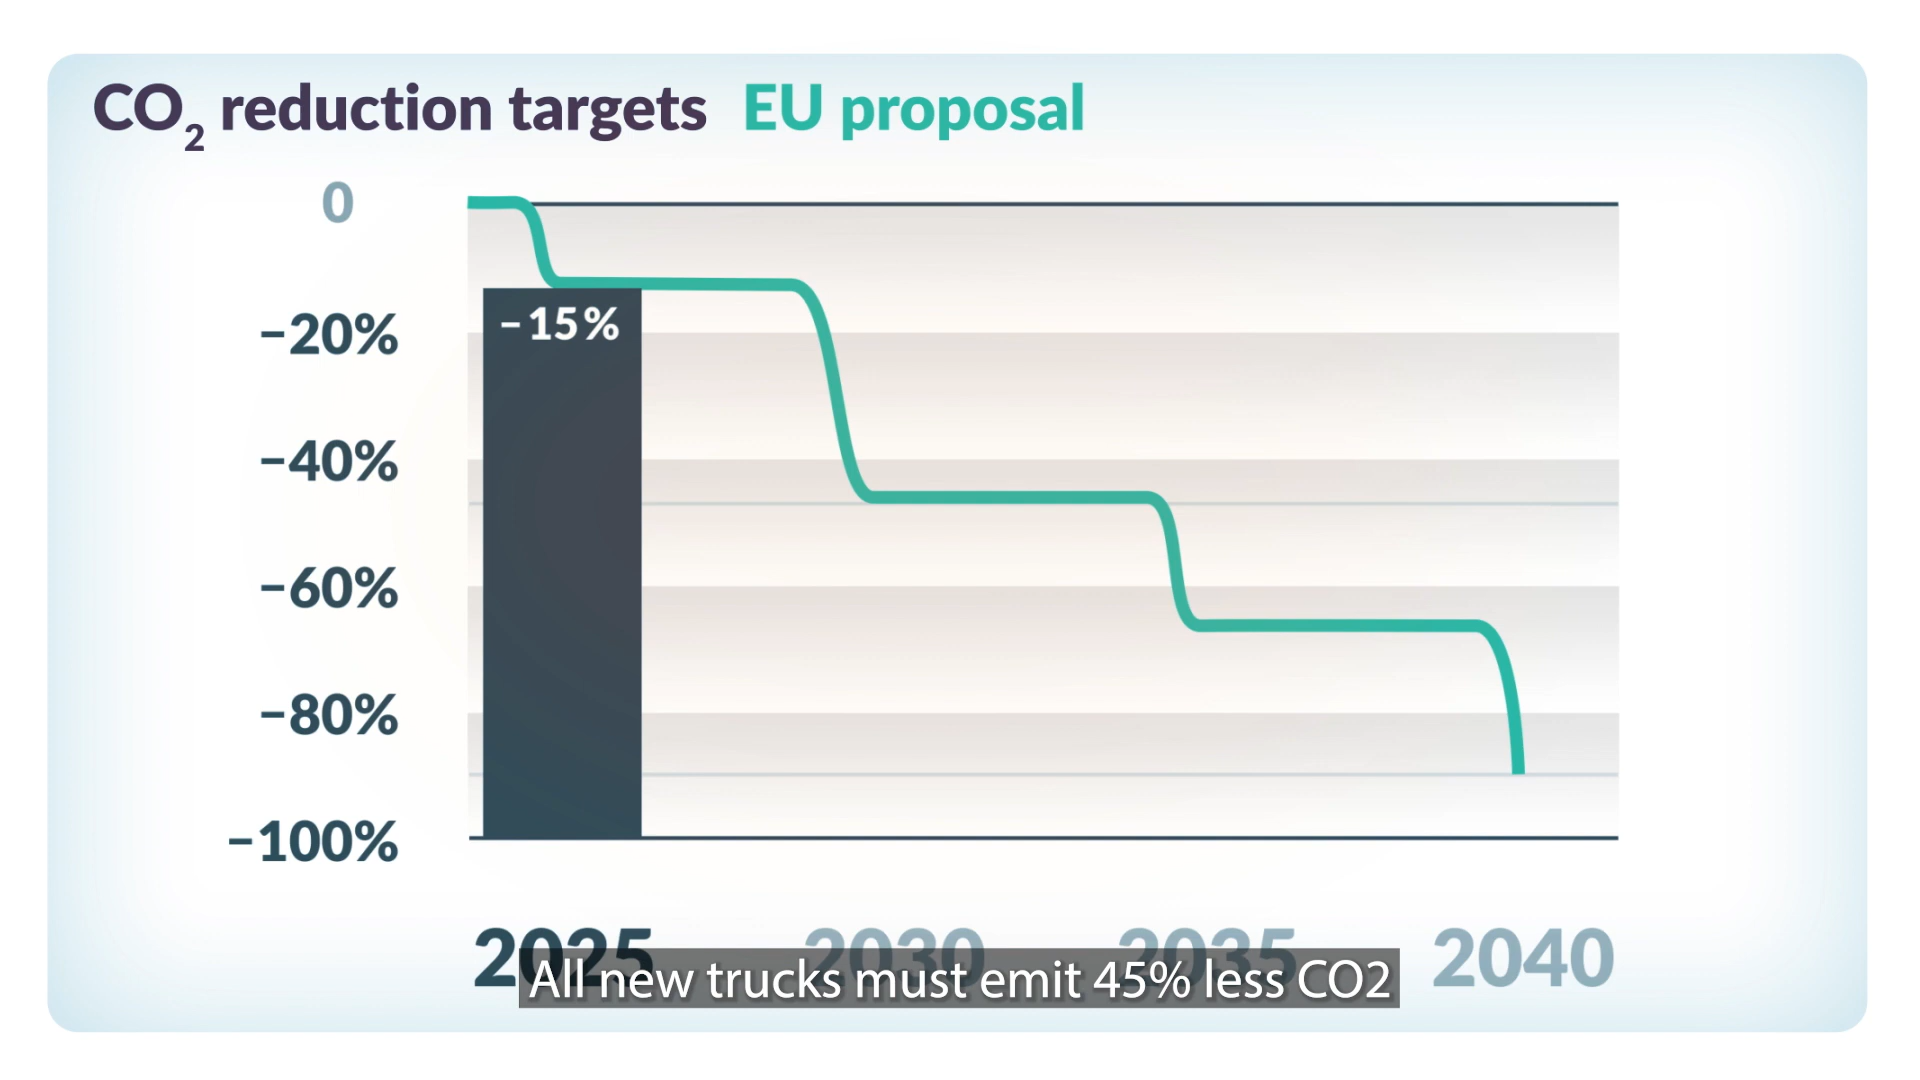 CO₂ reduction targets EU proposal
0
−20%
−40%
−60%
−80%
−100%
−15%
2025 2030 2035 2040
All new trucks must emit 45% less CO2